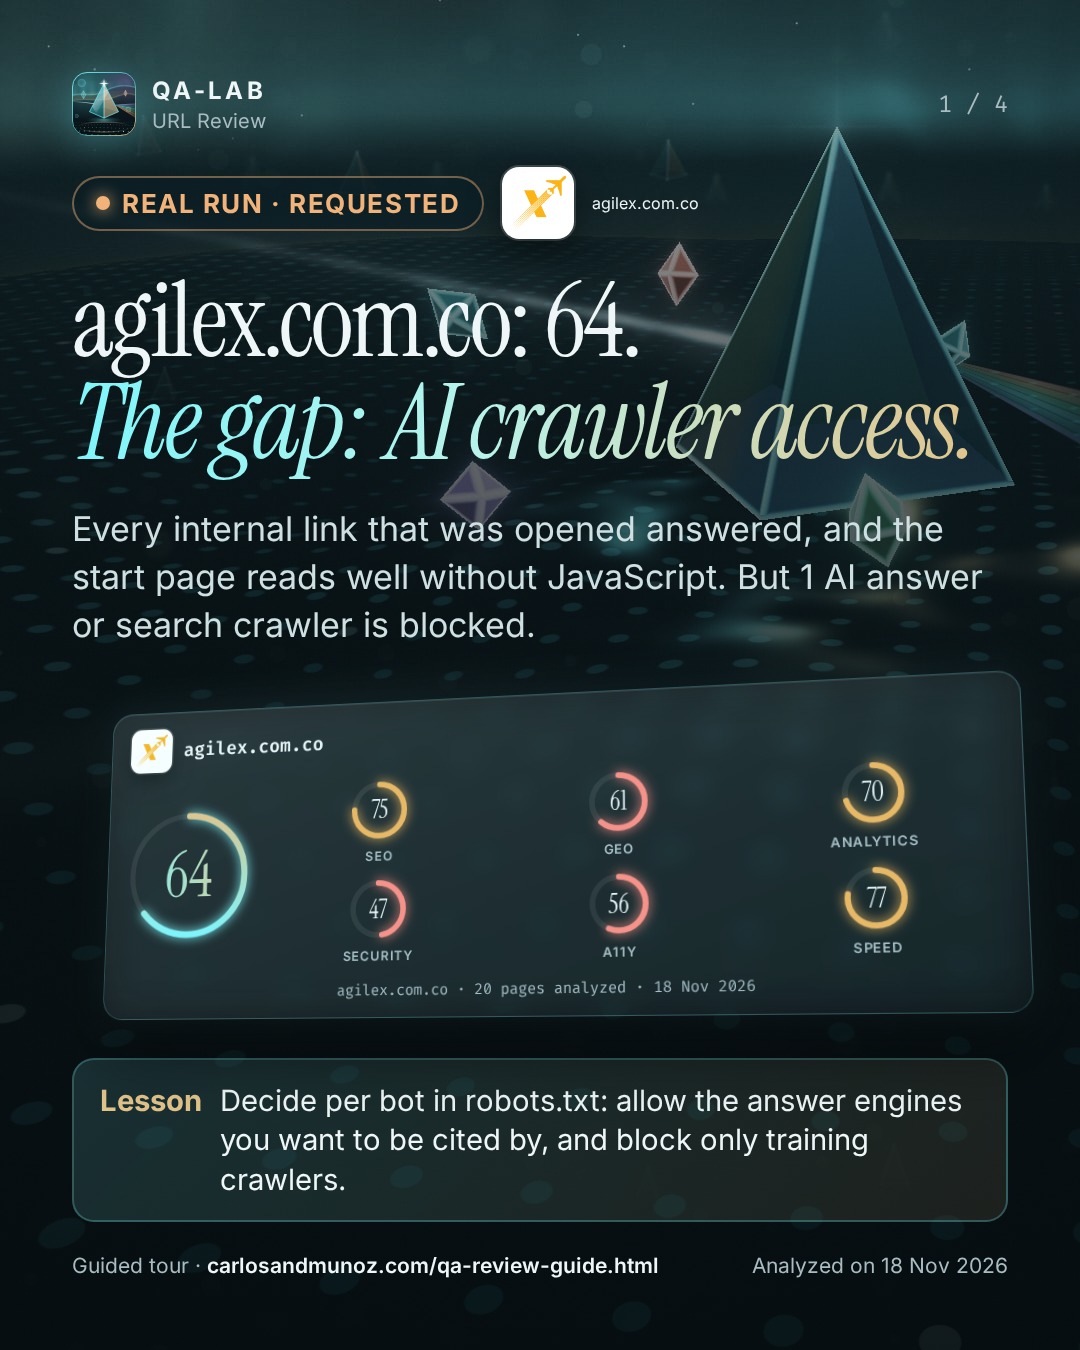 QA-LAB
URL Review
1 / 4
REAL RUN · REQUESTED
agilex.com.co
agilex.com.co: 64.
The gap: AI crawler access.
Every internal link that was opened answered, and the
start page reads well without JavaScript. But 1 AI answer
or search crawler is blocked.
agilex.com.co
64
75
SEO
61
GEO
70
ANALYTICS
47
SECURITY
56
A11Y
77
SPEED
agilex.com.co · 20 pages analyzed · 18 Nov 2026
Lesson
Decide per bot in robots.txt: allow the answer engines
you want to be cited by, and block only training
crawlers.
Guided tour · carlosandmunoz.com/qa-review-guide.html
Analyzed on 18 Nov 2026